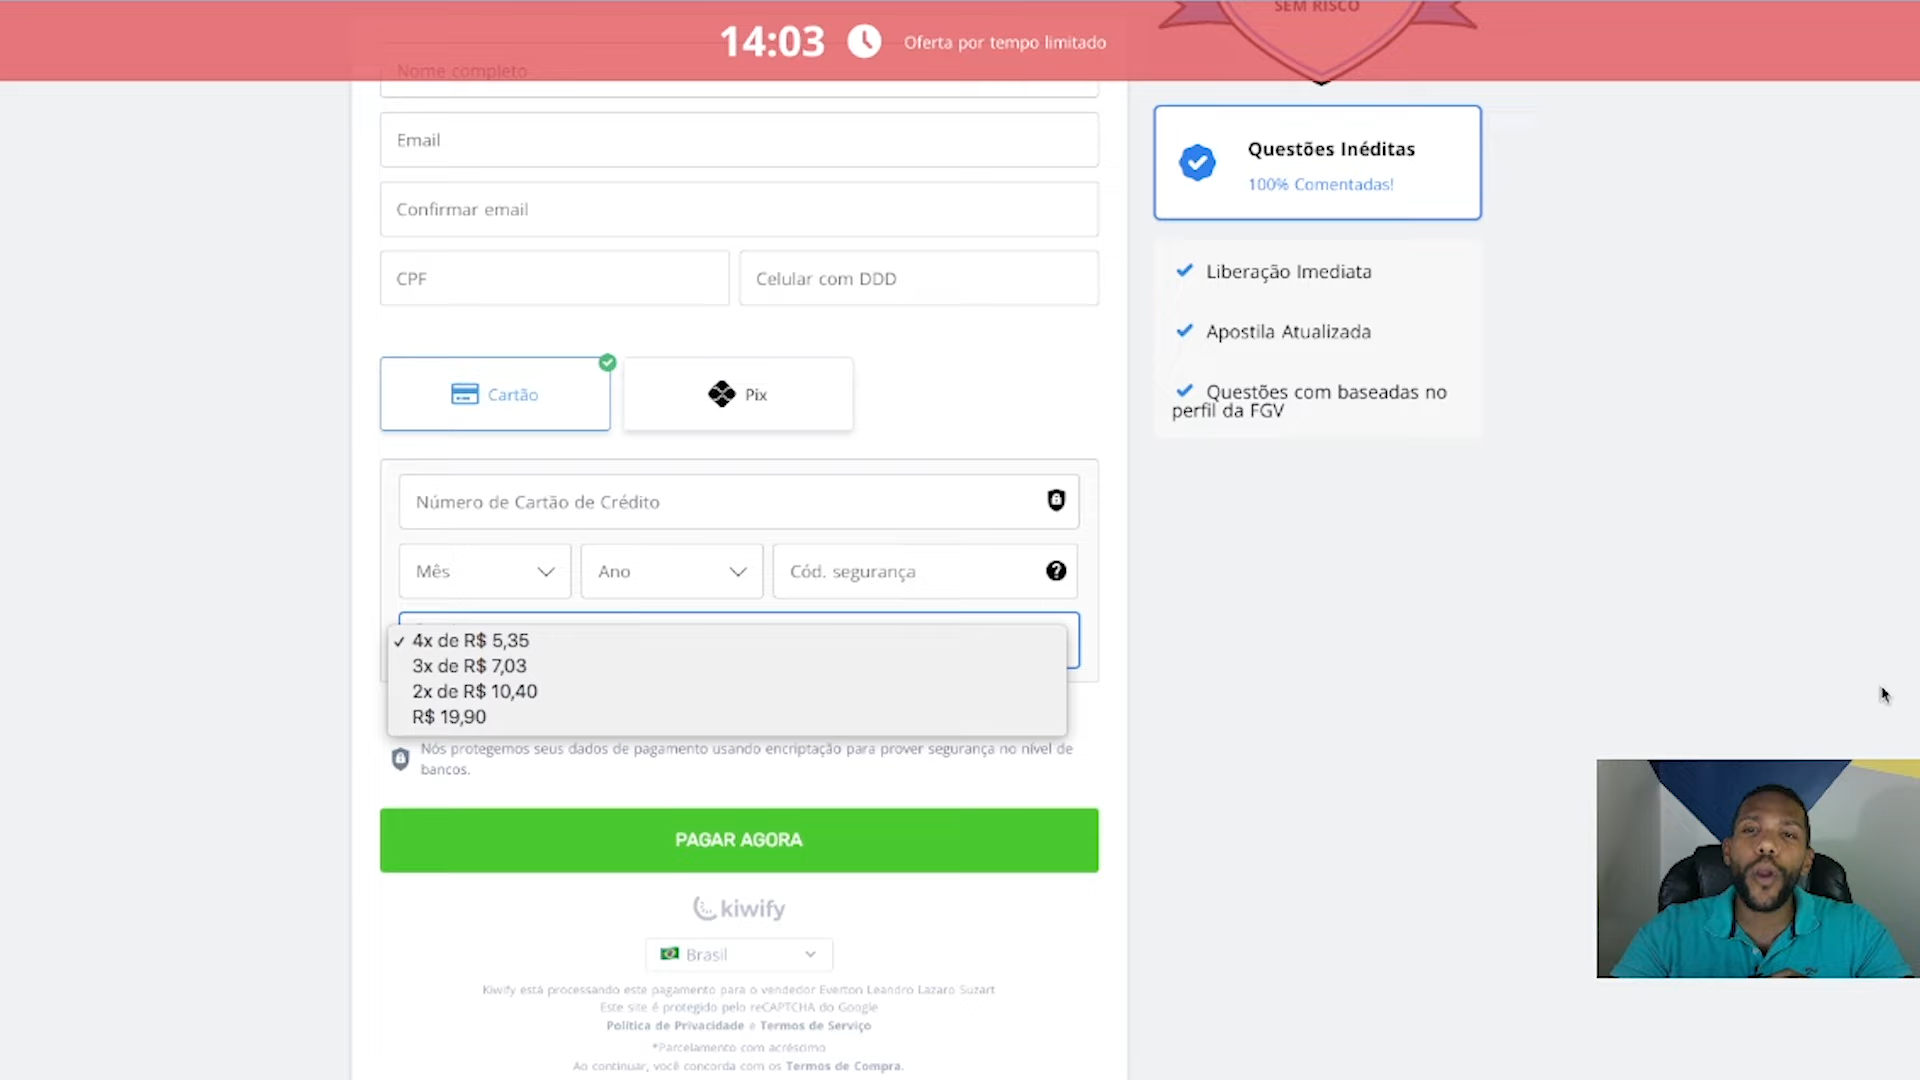 SEM RISCO
14:03
Oferta por tempo limitado
Nome completo
Email
Confirmar email
CPF
Celular com DDD
Cartão
Pix
Número de Cartão de Crédito
Mês
Ano
Cód. segurança
✓ 4x de R$ 5,35
3x de R$ 7,03
2x de R$ 10,40
R$ 19,90
Nós protegemos seus dados de pagamento usando encriptação para prover segurança no nível de
bancos.
PAGAR AGORA
kiwify
Brasil
Kiwify está processando este pagamento para o vendedor Everton Leandro Lazaro Suzart
Este site é protegido pelo reCAPTCHA do Google
Política de Privacidade e Termos de Serviço
*Parcelamento com acréscimo
Ao continuar, você concorda com os Termos de Compra.
Questões Inéditas
100% Comentadas!
Liberação Imediata
Apostila Atualizada
Questões com baseadas no
perfil da FGV